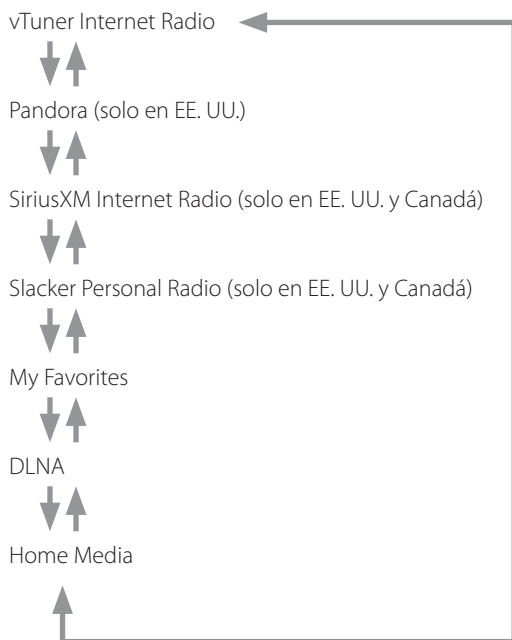 vTuner Internet Radio
Pandora (solo en EE. UU.)
SiriusXM Internet Radio (solo en EE. UU. y Canadá)
Slacker Personal Radio (solo en EE. UU. y Canadá)
My Favorites
DLNA
Home Media